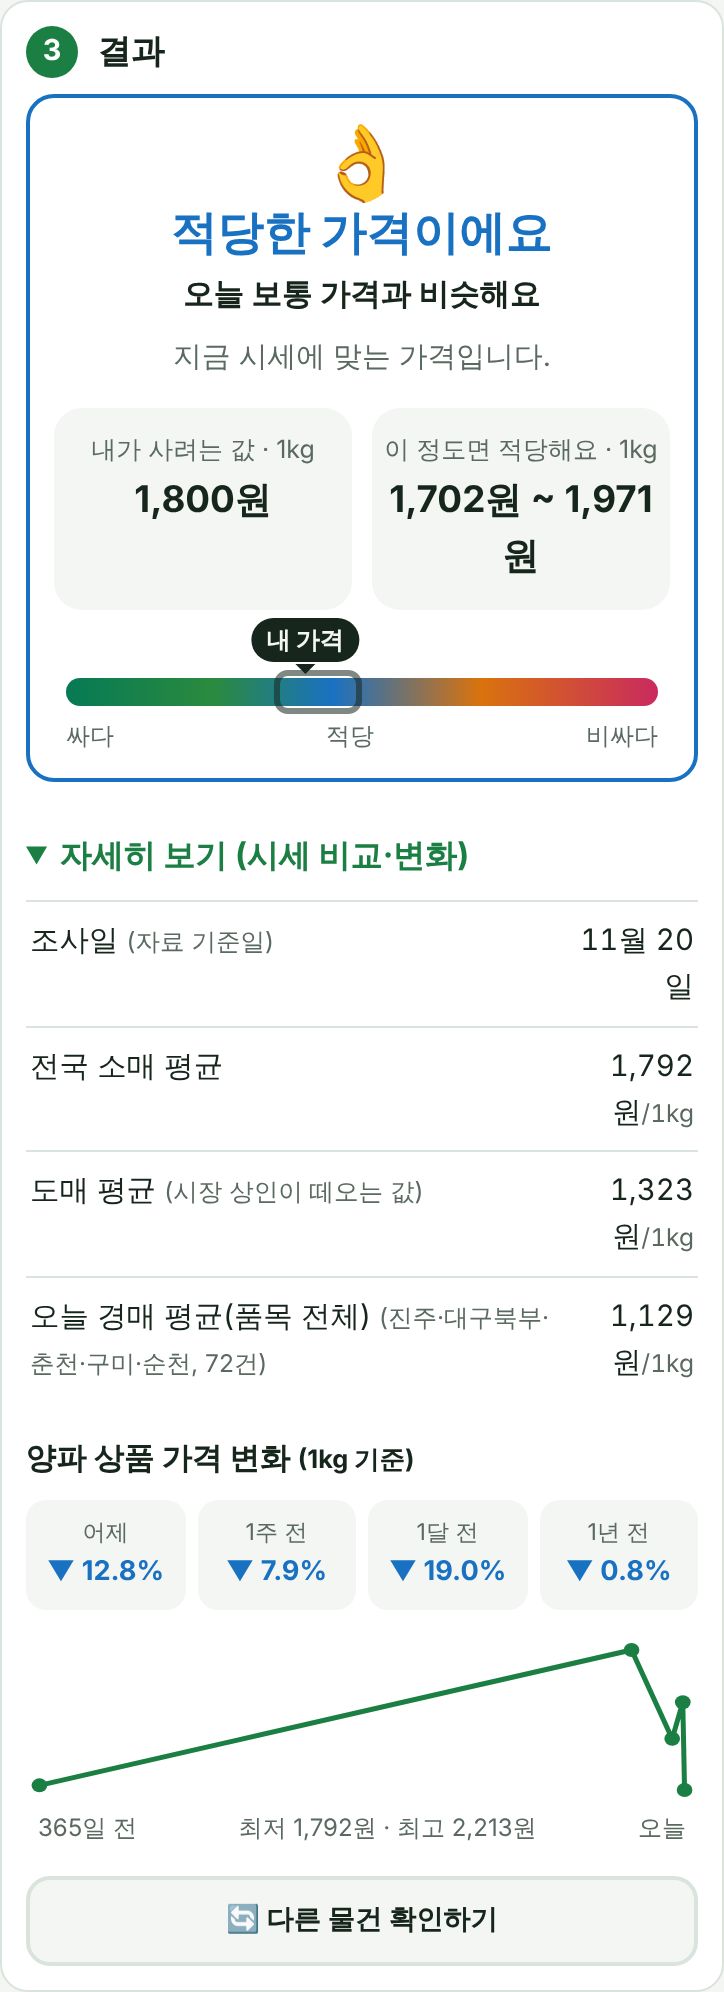 3 결과
적당한 가격이에요
오늘 보통 가격과 비슷해요
지금 시세에 맞는 가격입니다.
내가 사려는 값 · 1kg
1,800원
이 정도면 적당해요 · 1kg
1,702원 ~ 1,971
원
내 가격
싸다 적당 비싸다
▼ 자세히 보기 (시세 비교·변화)
조사일 (자료 기준일) 11월 20
일
전국 소매 평균 1,792
원/1kg
도매 평균 (시장 상인이 떼오는 값) 1,323
원/1kg
오늘 경매 평균(품목 전체) (진주·대구북부· 1,129
춘천·구미·순천, 72건) 원/1kg
양파 상품 가격 변화 (1kg 기준)
어제 1주 전 1달 전 1년 전
▼ 12.8% ▼ 7.9% ▼ 19.0% ▼ 0.8%
365일 전 최저 1,792원 · 최고 2,213원 오늘
다른 물건 확인하기